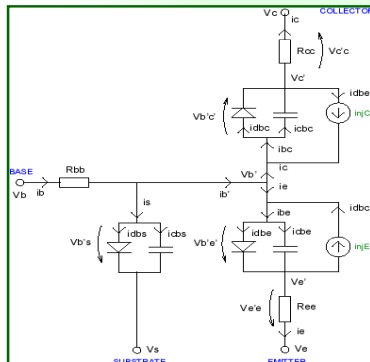 Vc COLLECTOR
ic
Rcc Vc'c
Vc'
idbe
Vb'c' injC
idbc icbc
ibc
BASE Rbb Vb' ic
Vb ib ib' ie
is ibe idbc
idbs icbs idbe icbe
Vb's Vb'e' injE
Ve'
Ve'e Ree
ie
Vs Ve
SUBSTRATE EMITTER